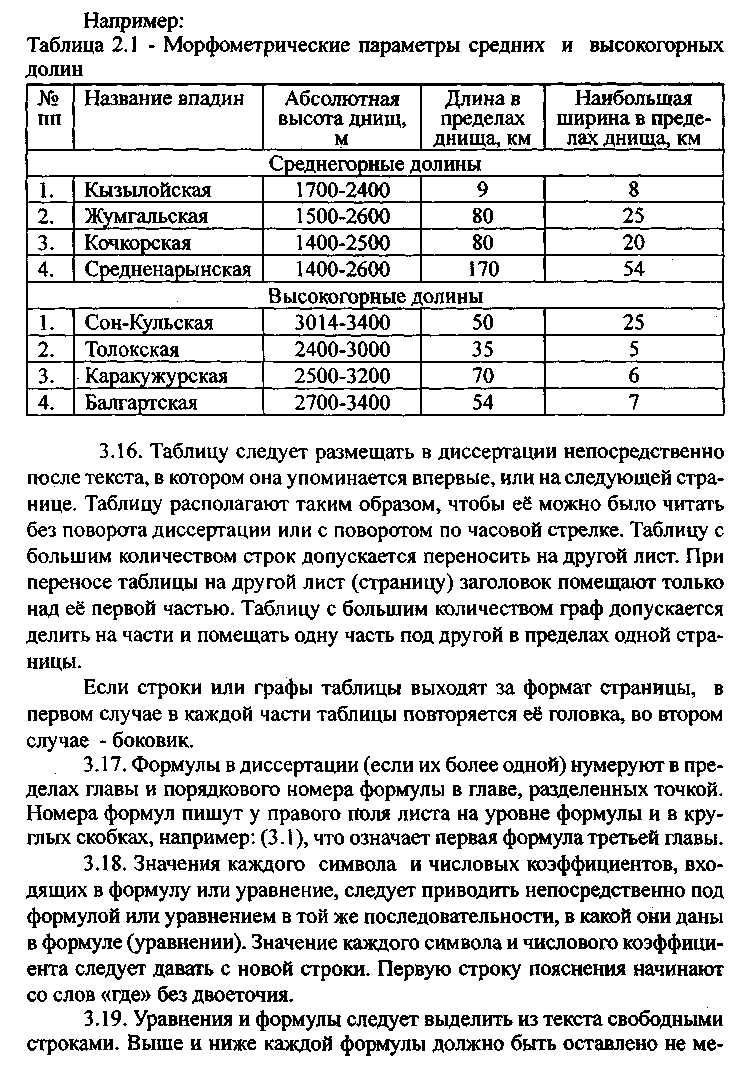 Например:
Таблица 2.1 - Морфометрические параметры средних и высокогорных
долин
№ пп Название впадин Абсолютная высота днищ, м Длина в пределах днища, км Наибольшая ширина в преде-лах днища, км
Среднегорные долины
1. Кызылойская 1700-2400 9 8
2. Жумгальская 1500-2600 80 25
3. Кочкорская 1400-2500 80 20
4. Средненарынская 1400-2600 170 54
Высокогорные долины
1. Сон-Кульская 3014-3400 50 25
2. Толокская 2400-3000 35 5
3. Каракужурская 2500-3200 70 6
4. Балгартская 2700-3400 54 7
3.16. Таблицу следует размещать в диссертации непосредственно
после текста, в котором она упоминается впервые, или на следующей стра-
нице. Таблицу располагают таким образом, чтобы её можно было читать
без поворота диссертации или с поворотом по часовой стрелке. Таблицу с
большим количеством строк допускается переносить на другой лист. При
переносе таблицы на другой лист (страницу) заголовок помещают только
над её первой частью. Таблицу с большим количеством граф допускается
делить на части и помещать одну часть под другой в пределах одной стра-
ницы.
Если строки или графы таблицы выходят за формат страницы, в
первом случае в каждой части таблицы повторяется её головка, во втором
случае - боковик.
3.17. Формулы в диссертации (если их более одной) нумеруют в пре-
делах главы и порядкового номера формулы в главе, разделенных точкой.
Номера формул пишут у правого поля листа на уровне формулы и в кру-
глых скобках, например: (3.1), что означает первая формула третьей главы.
3.18. Значения каждого символа и числовых коэффициентов, вхо-
дящих в формулу или уравнение, следует приводить непосредственно под
формулой или уравнением в той же последовательности, в какой они даны
в формуле (уравнении). Значение каждого символа и числового коэффици-
ента следует давать с новой строки. Первую строку пояснения начинают
со слов «где» без двоеточия.
3.19. Уравнения и формулы следует выделить из текста свободными
строками. Выше и ниже каждой формулы должно быть оставлено не ме-